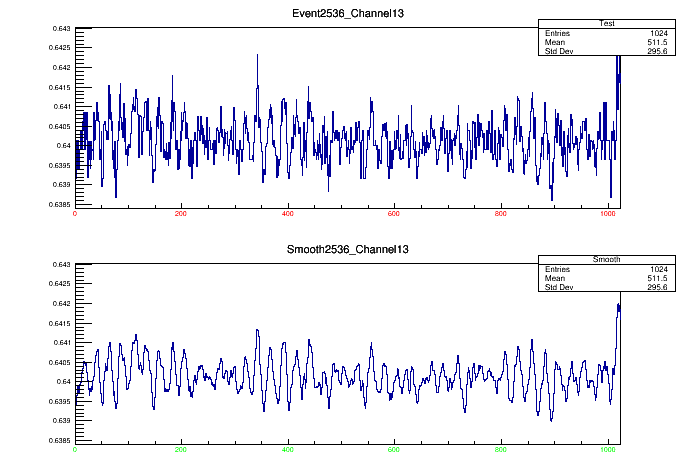 Event2536_Channel13
Test
Entries 1024
Mean 511.5
Std Dev 295.6
0.643
0.6425
0.642
0.6415
0.641
0.6405
0.64
0.6395
0.639
0.6385
0 200 400 600 800 1000
Smooth2536_Channel13
Smooth
Entries 1024
Mean 511.5
Std Dev 295.6
0.643
0.6425
0.642
0.6415
0.641
0.6405
0.64
0.6395
0.639
0.6385
0 200 400 600 800 1000